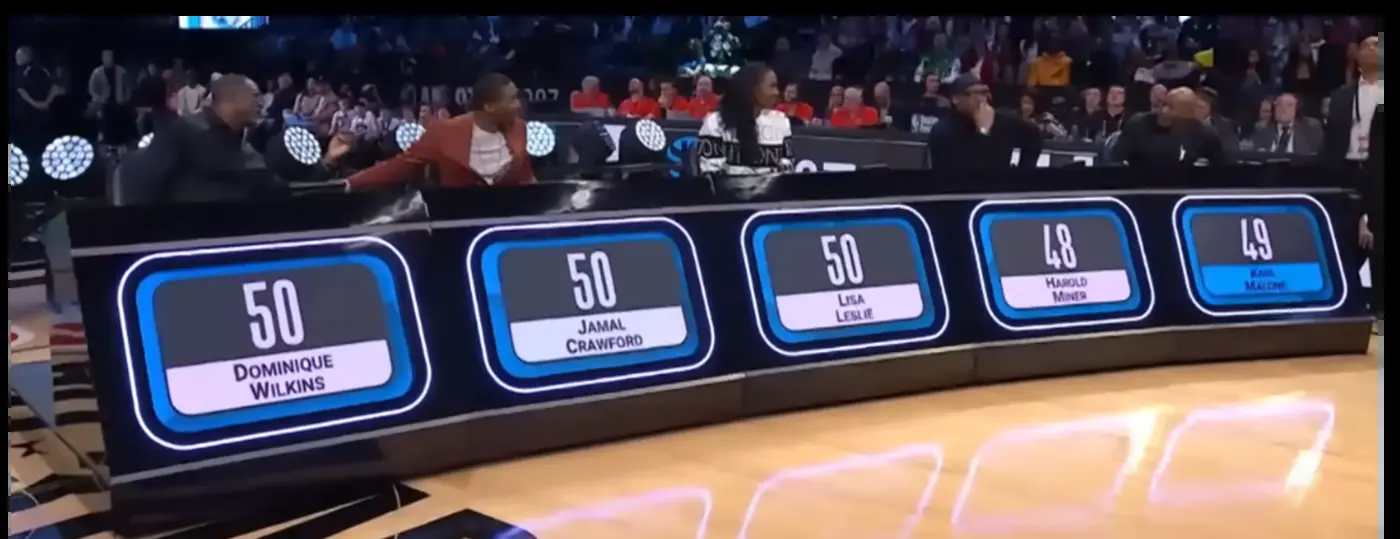 50
DOMINIQUE
WILKINS
50
JAMAL
CRAWFORD
50
LISA
LESLIE
48
HAROLD
MINER
49
KARL
MALONE